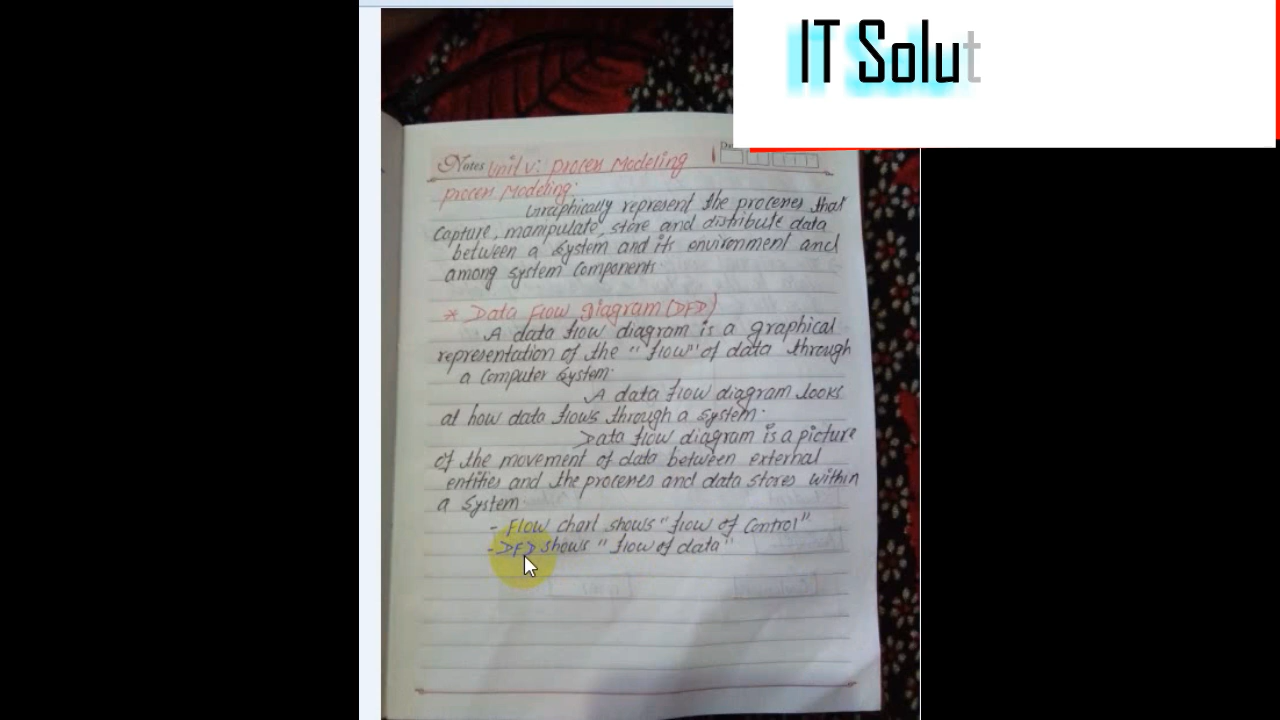 IT Solut
Notes Unit V: Process Modeling
Process Modeling:
Graphically represent the processes that
Capture, manipulate, store and distribute data
between a system and its environment and
among system Components.
* Data Flow Diagram (DFD)
A data flow diagram is a graphical
representation of the "flow" of data through
a Computer System.
A data flow diagram looks
at how data flows through a system.
Data flow diagram is a picture
of the movement of data between external
entities and the processes and data stores within
a System.
- Flow chart shows "flow of Control"
- DFD shows "flow of data"